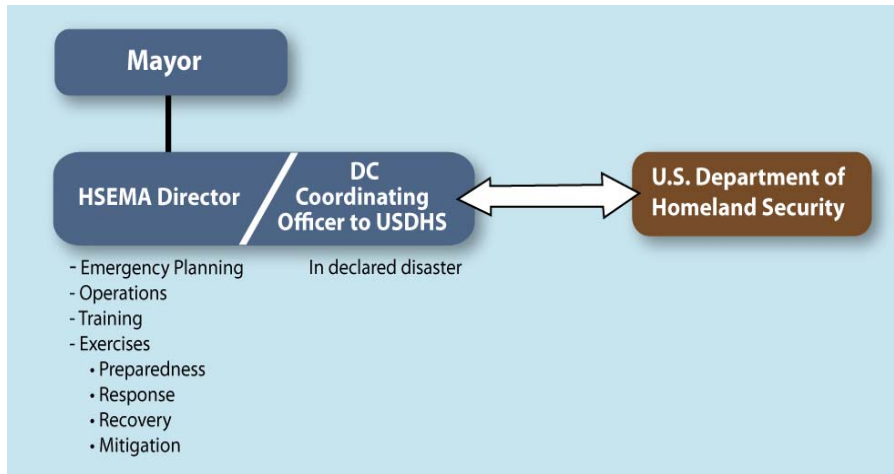 Mayor
HSEMA Director
DC
Coordinating
Officer to USDHS
U.S. Department of
Homeland Security
- Emergency Planning
- Operations
- Training
- Exercises
• Preparedness
• Response
• Recovery
• Mitigation
In declared disaster